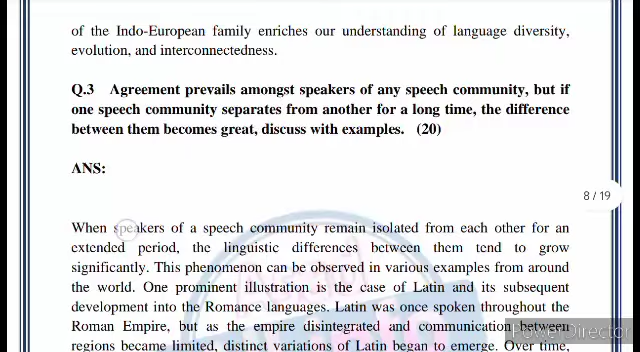 of the Indo-European family enriches our understanding of language diversity,
evolution, and interconnectedness.
Q.3 Agreement prevails amongst speakers of any speech community, but if
one speech community separates from another for a long time, the difference
between them becomes great, discuss with examples. (20)
ANS:
8 / 19
When speakers of a speech community remain isolated from each other for an
extended period, the linguistic differences between them tend to grow
significantly. This phenomenon can be observed in various examples from around
the world. One prominent illustration is the case of Latin and its subsequent
development into the Romance languages. Latin was once spoken throughout the
Roman Empire, but as the empire disintegrated and communication between
PowerDirector
regions became limited, distinct variations of Latin began to emerge. Over time,